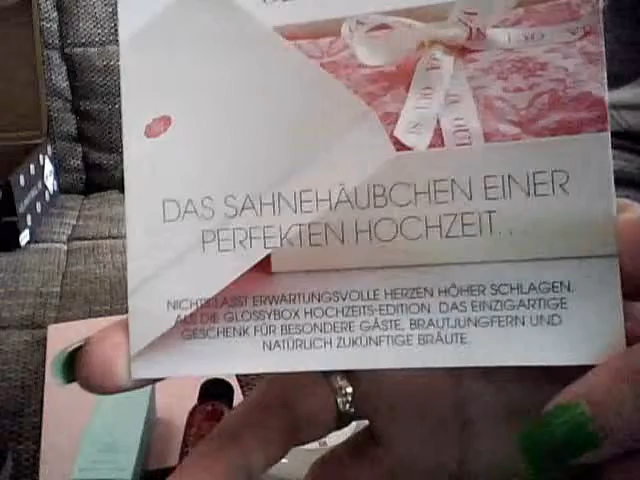 DAS SAHNEHÄUBCHEN EINER
PERFEKTEN HOCHZEIT...
NICHTS LÄSST ERWARTUNGSVOLLE HERZEN HÖHER SCHLAGEN,
ALS DIE GLOSSYBOX HOCHZEITS-EDITION. DAS EINZIGARTIGE
GESCHENK FÜR BESONDERE GÄSTE, BRAUTJUNGFERN UND
NATÜRLICH ZUKÜNFTIGE BRÄUTE.